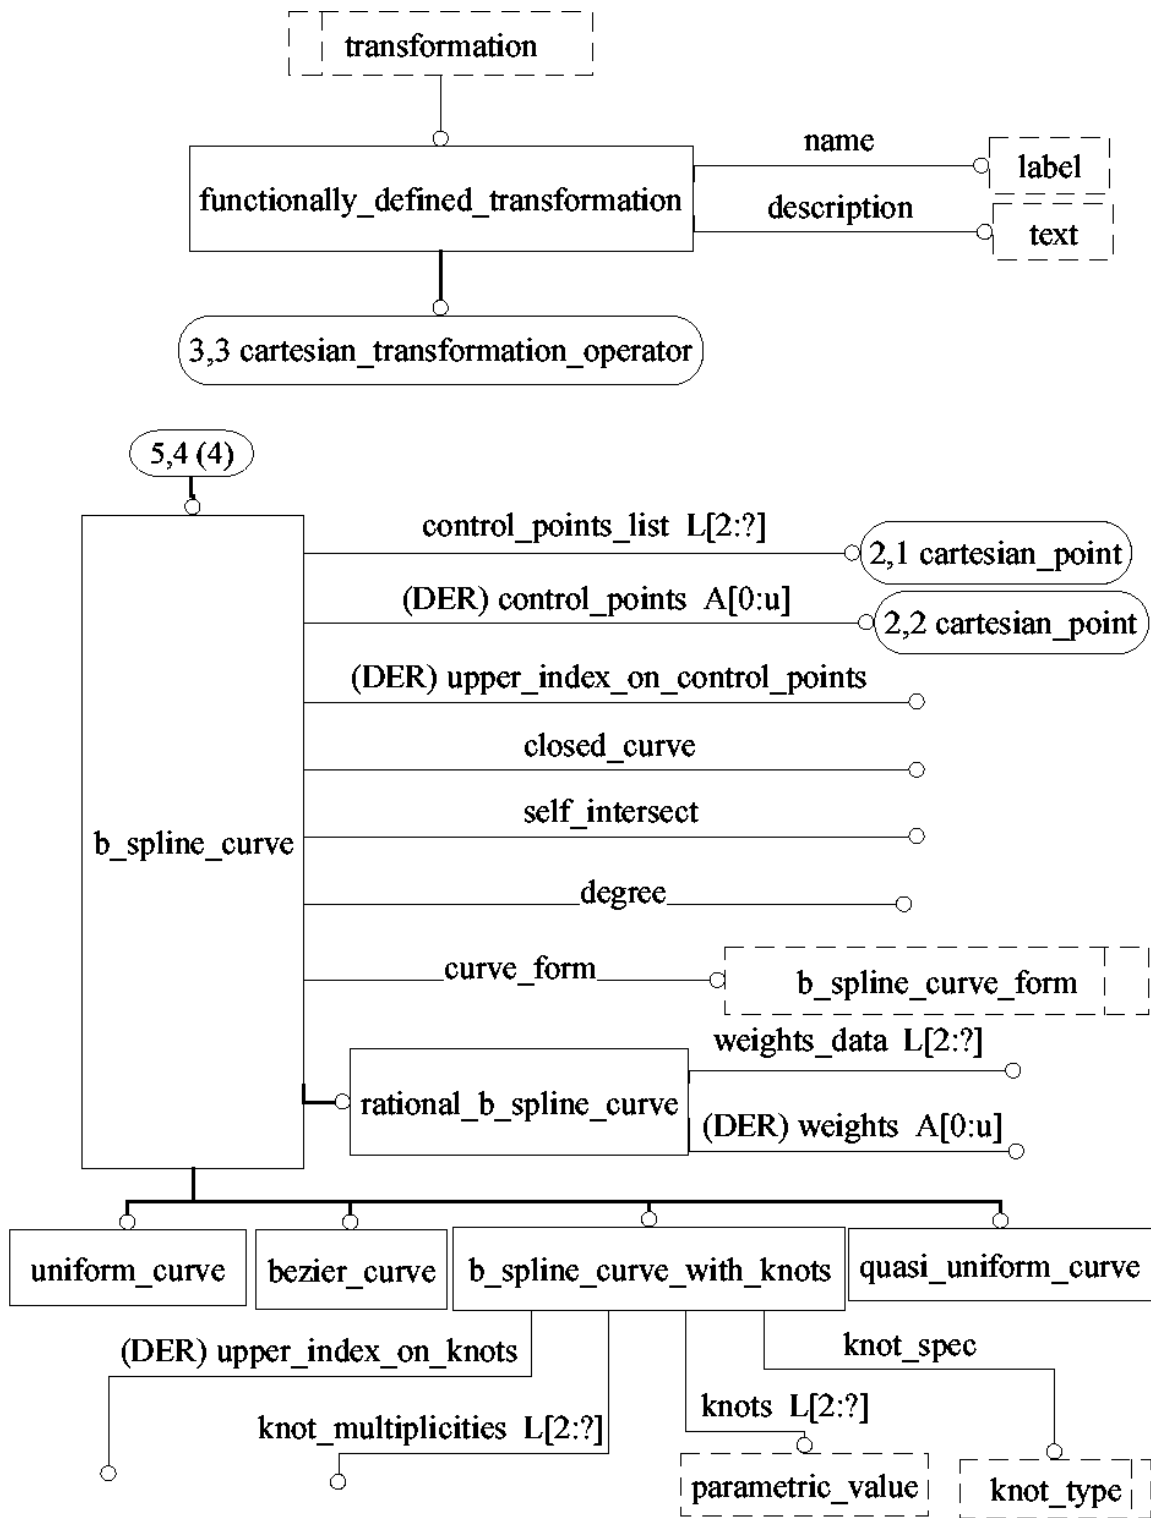 transformation
name
label
functionally_defined_transformation
description
text
3,3 cartesian_transformation_operator
5,4 (4)
control_points_list L[2:?]
2,1 cartesian_point
(DER) control_points A[0:u]
2,2 cartesian_point
(DER) upper_index_on_control_points
closed_curve
self_intersect
b_spline_curve
degree
curve_form
b_spline_curve_form
weights_data L[2:?]
rational_b_spline_curve
(DER) weights A[0:u]
uniform_curve
bezier_curve
b_spline_curve_with_knots
quasi_uniform_curve
(DER) upper_index_on_knots
knot_spec
knot_multiplicities L[2:?]
knots L[2:?]
parametric_value
knot_type